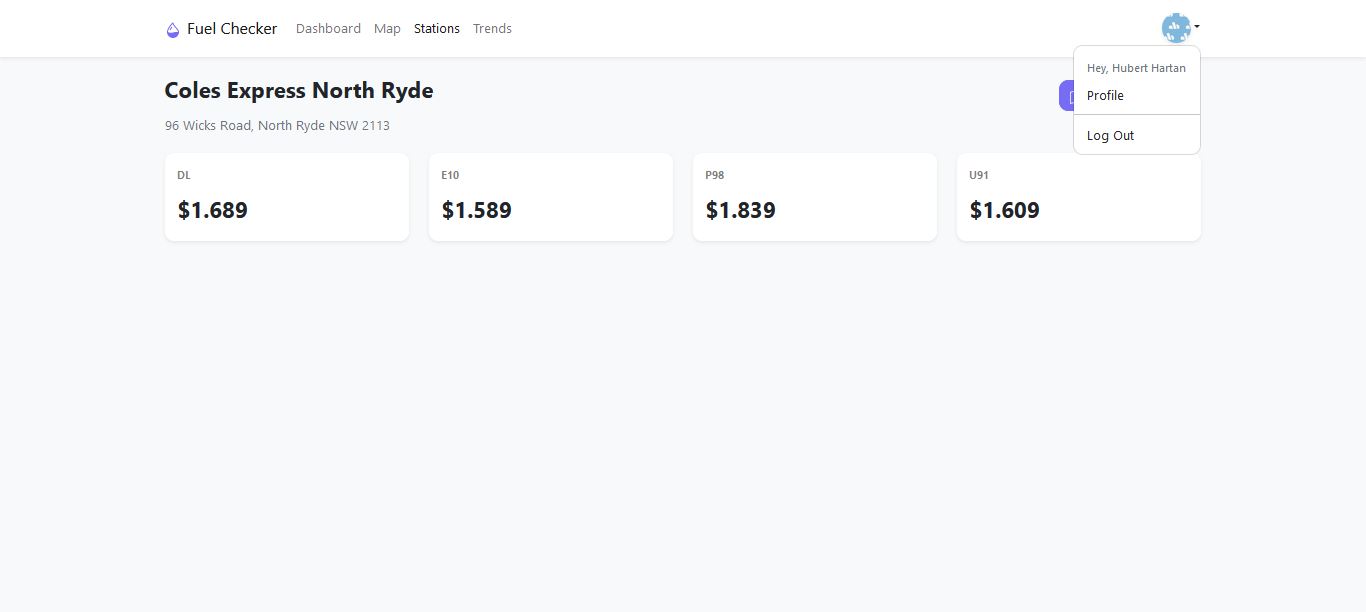 Fuel Checker Dashboard Map Stations Trends
Hey, Hubert Hartan
Profile
Log Out
Coles Express North Ryde
96 Wicks Road, North Ryde NSW 2113
DL
$1.689
E10
$1.589
P98
$1.839
U91
$1.609